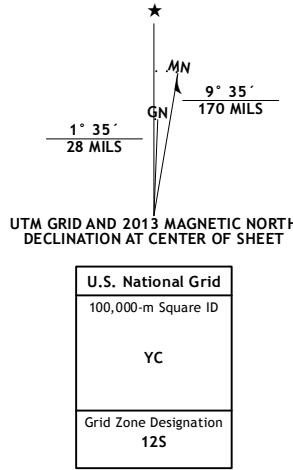 ★
MN
GN
9° 35´
170 MILS
1° 35´
28 MILS
UTM GRID AND 2013 MAGNETIC NORTH
DECLINATION AT CENTER OF SHEET
U.S. National Grid
100,000-m Square ID
YC
Grid Zone Designation
12S